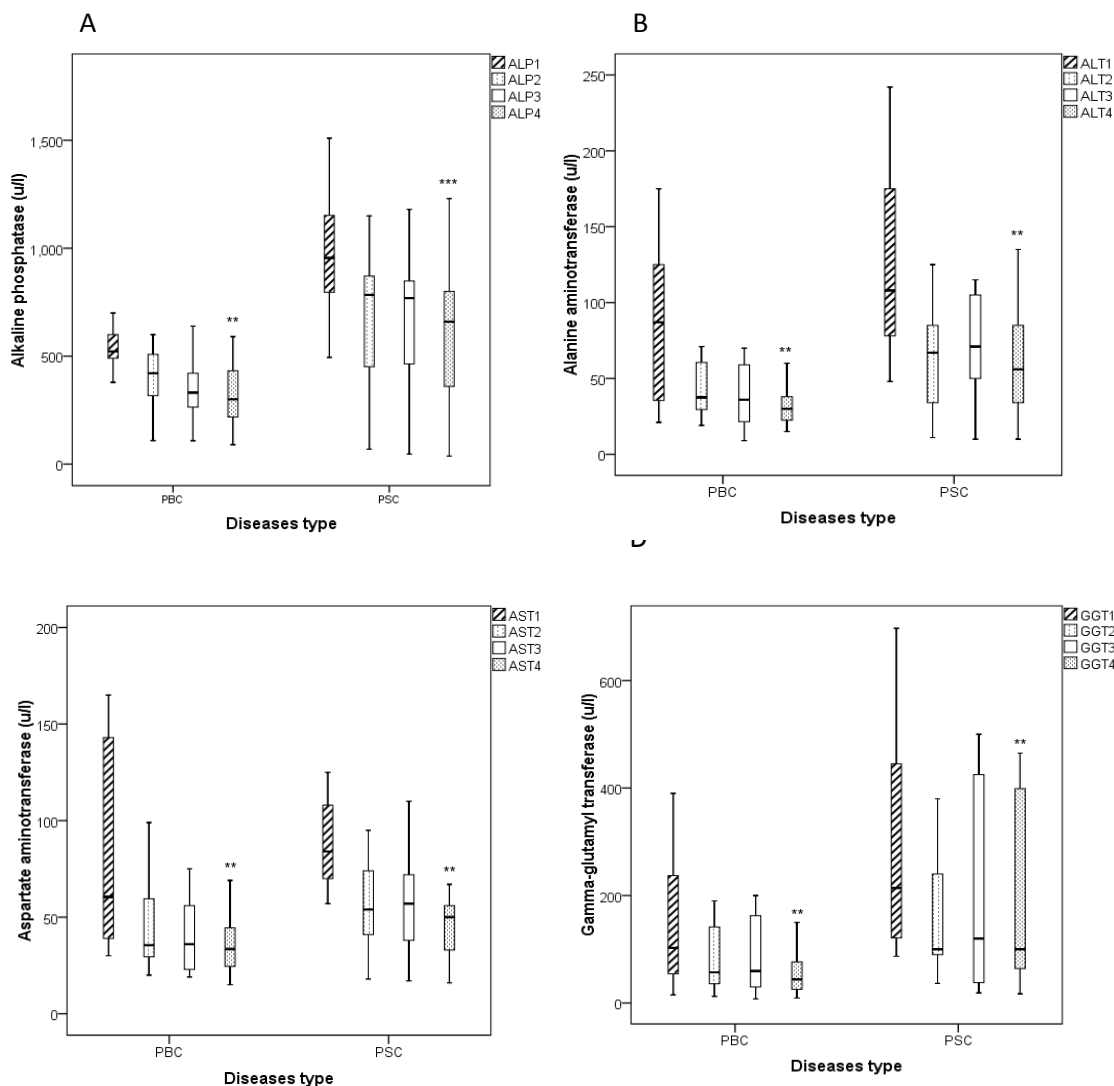 A
ALP1
ALP2
ALP3
ALP4
Alkaline phosphatase (u/l)
1,500
1,000
500
0
***
**
PBC
PSC
Diseases type
B
ALT1
ALT2
ALT3
ALT4
Alanine aminotransferase (u/l)
250
200
150
100
50
0
**
**
PBC
PSC
Diseases type
AST1
AST2
AST3
AST4
Aspartate aminotransferase (u/l)
200
150
100
50
0
**
**
PBC
PSC
Diseases type
D
GGT1
GGT2
GGT3
GGT4
Gamma-glutamyl transferase (u/l)
600
400
200
0
**
**
PBC
PSC
Diseases type